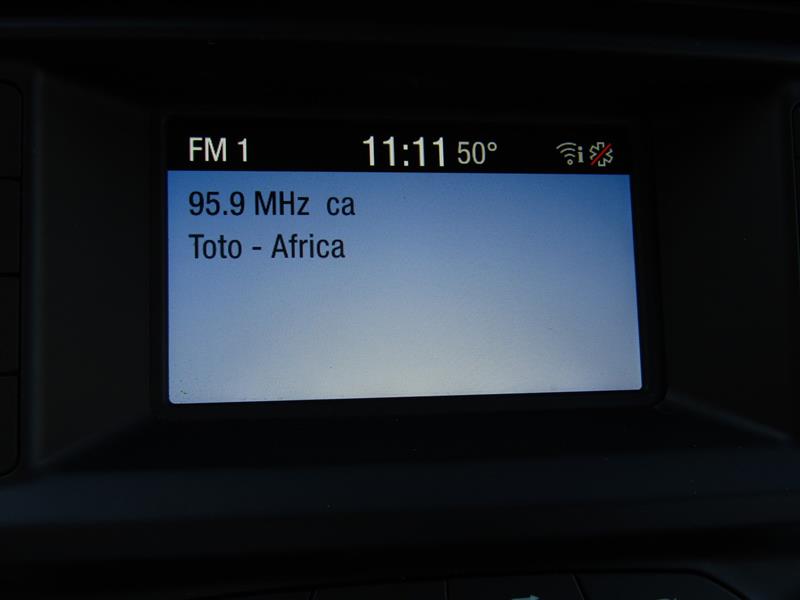 FM 1 11:11 50° i
95.9 MHz ca
Toto - Africa